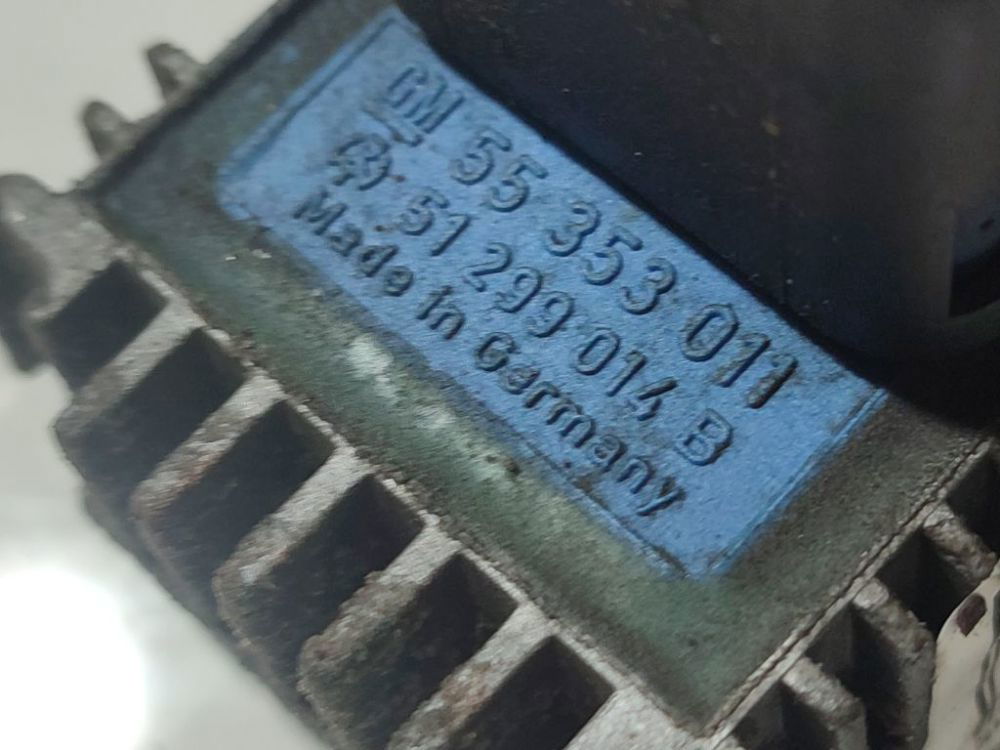 GM 55 353 011
51 299 014 B
Made in Germany